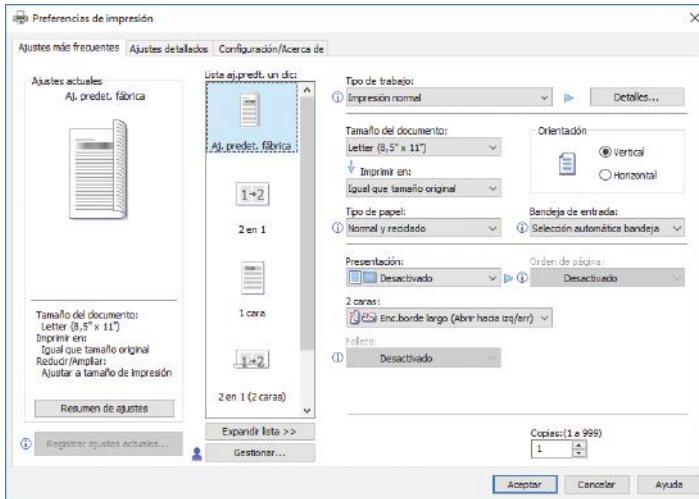 Preferencias de impresión
Ajustes más frecuentes
Ajustes detallados
Configuración/Acerca de
Ajustes actuales
Aj. predet. fábrica
Tamaño del documento:
Letter (8,5" x 11")
Imprimir en:
Igual que tamaño original
Reducir/Ampliar:
Ajustar a tamaño de impresión
Resumen de ajustes
Registrar ajustes actuales...
Lista aj.predt. un clic:
Aj. predet. fábrica
1→2
2 en 1
1 cara
1→2
2 en 1 (2 caras)
Expandir lista >>
Gestionar...
Tipo de trabajo:
Impresión normal
Detalles...
Tamaño del documento:
Letter (8,5" x 11")
Imprimir en:
Igual que tamaño original
Orientación
Vertical
Horizontal
Tipo de papel:
Normal y reciclado
Bandeja de entrada:
Selección automática bandeja
Presentación:
Desactivado
Orden de página:
Desactivado
2 caras:
Enc.borde largo (Abrir hacia izq/arr)
Folleto:
Desactivado
Copias:(1 a 999)
1
Aceptar
Cancelar
Ayuda